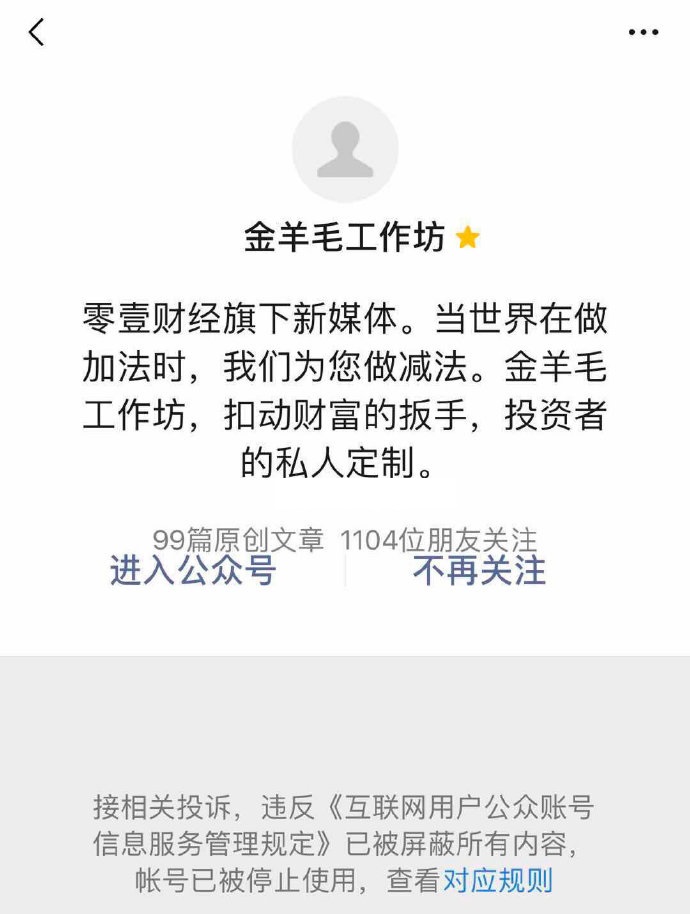 金羊毛工作坊
零壹财经旗下新媒体。当世界在做
加法时，我们为您做减法。金羊毛
工作坊，扣动财富的扳手，投资者
的私人定制。
99篇原创文章 1104位朋友关注
进入公众号 不再关注
接相关投诉，违反《互联网用户公众账号
信息服务管理规定》已被屏蔽所有内容，
帐号已被停止使用，查看对应规则